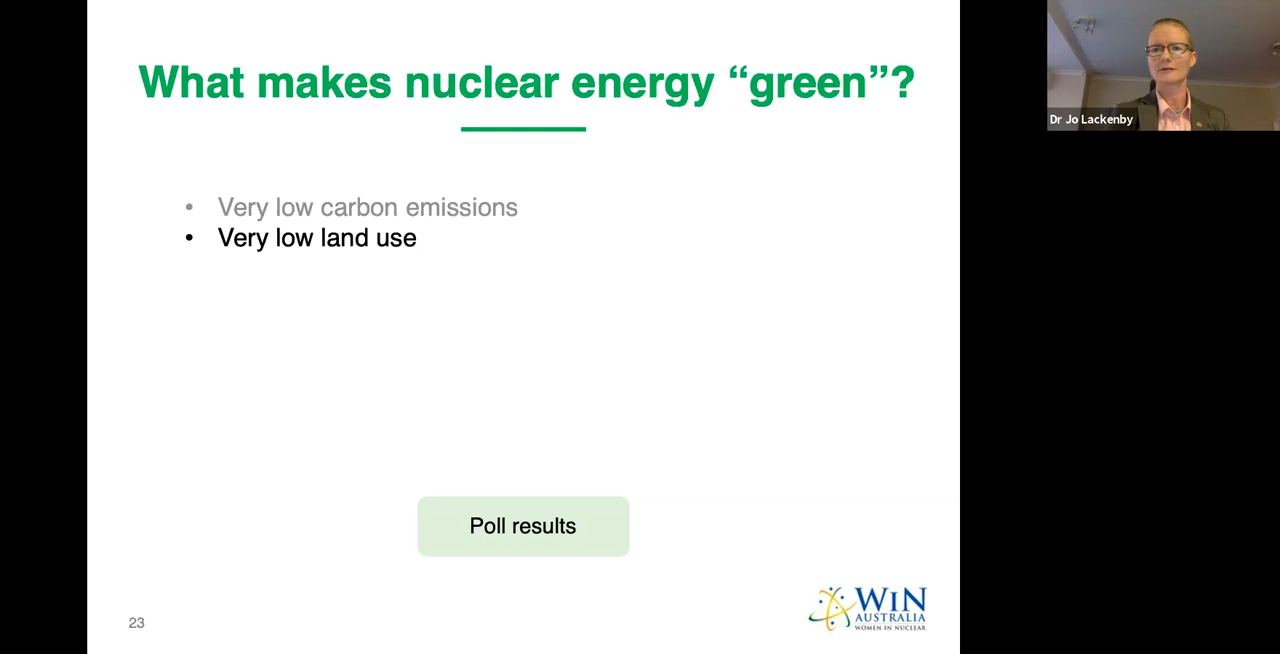 What makes nuclear energy “green”?
Dr Jo Lackenby
• Very low carbon emissions
• Very low land use
Poll results
WiN
AUSTRALIA
WOMEN IN NUCLEAR
23